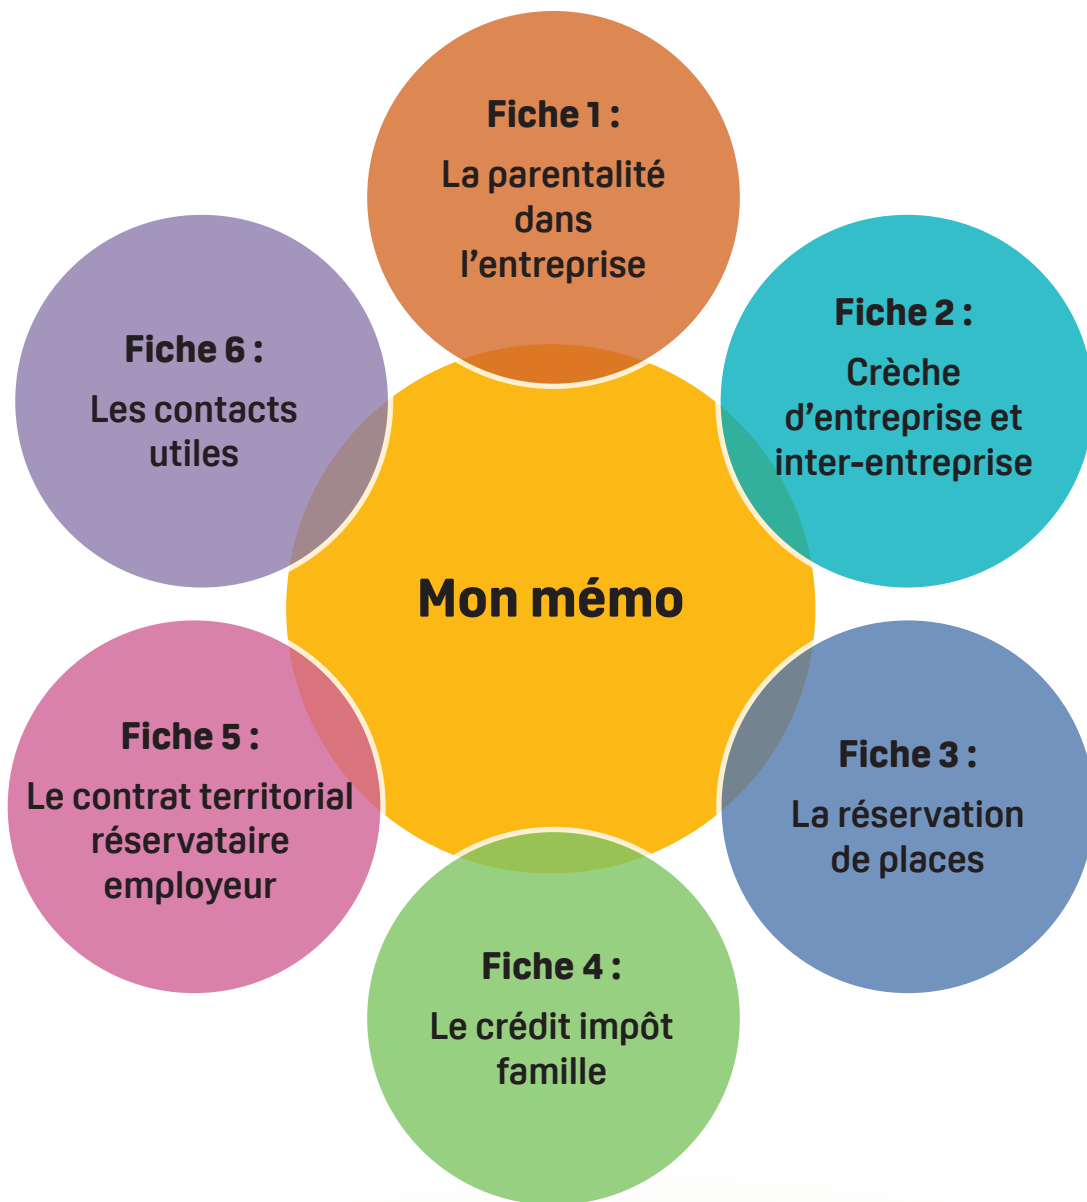 Fiche 1 :
La parentalité
dans
l’entreprise
Fiche 2 :
Crèche
d’entreprise et
inter-entreprise
Fiche 3 :
La réservation
de places
Fiche 4 :
Le crédit impôt
famille
Fiche 5 :
Le contrat territorial
réservataire
employeur
Fiche 6 :
Les contacts
utiles
Mon mémo